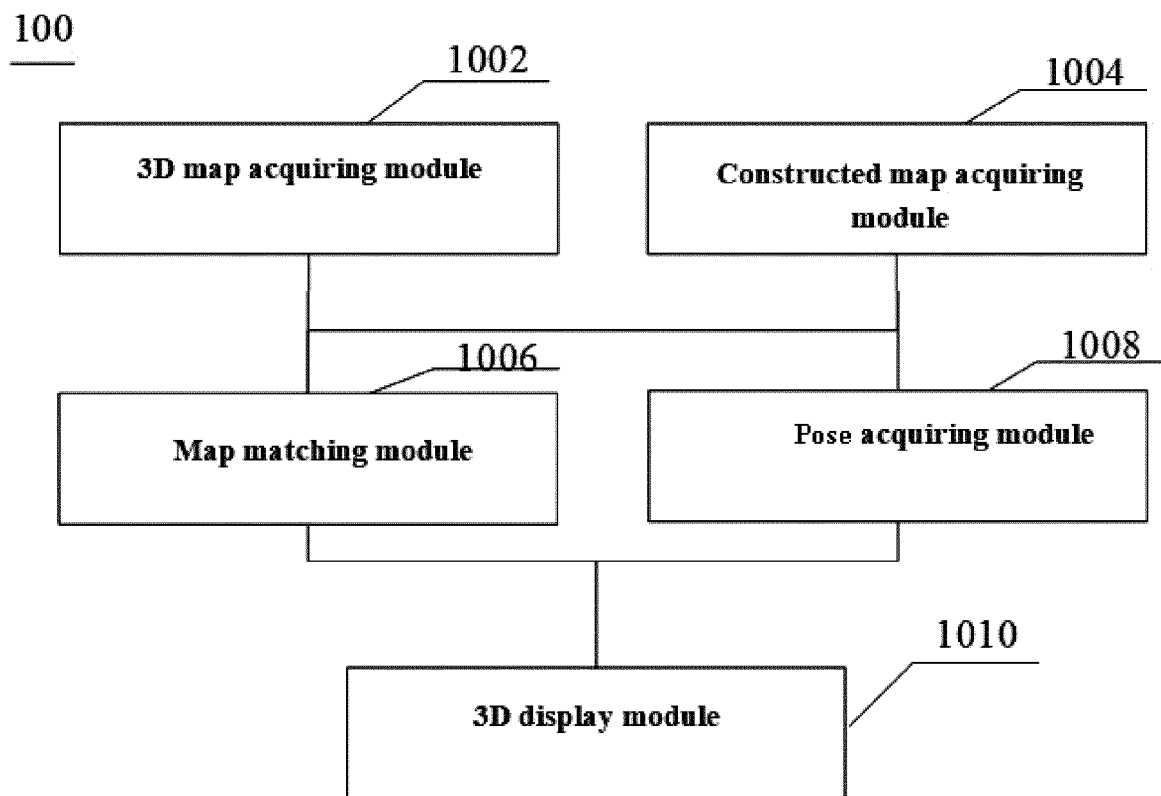 100
1002
1004
3D map acquiring module
Constructed map acquiring
module
1006
1008
Map matching module
Pose acquiring module
1010
3D display module